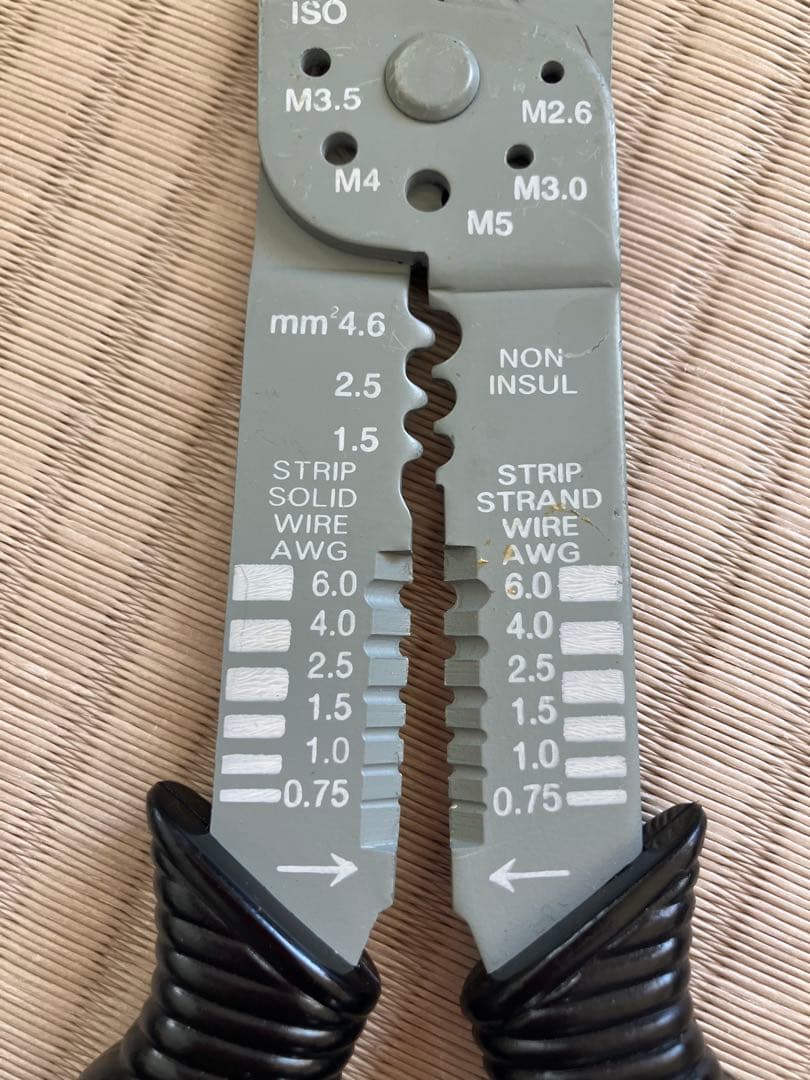 ISO
M3.5
M2.6
M4
M3.0
M5
mm²4.6
2.5
1.5
NON
INSUL
STRIP
SOLID
WIRE
AWG
6.0
4.0
2.5
1.5
1.0
0.75
STRIP
STRAND
WIRE
AWG
6.0
4.0
2.5
1.5
1.0
0.75